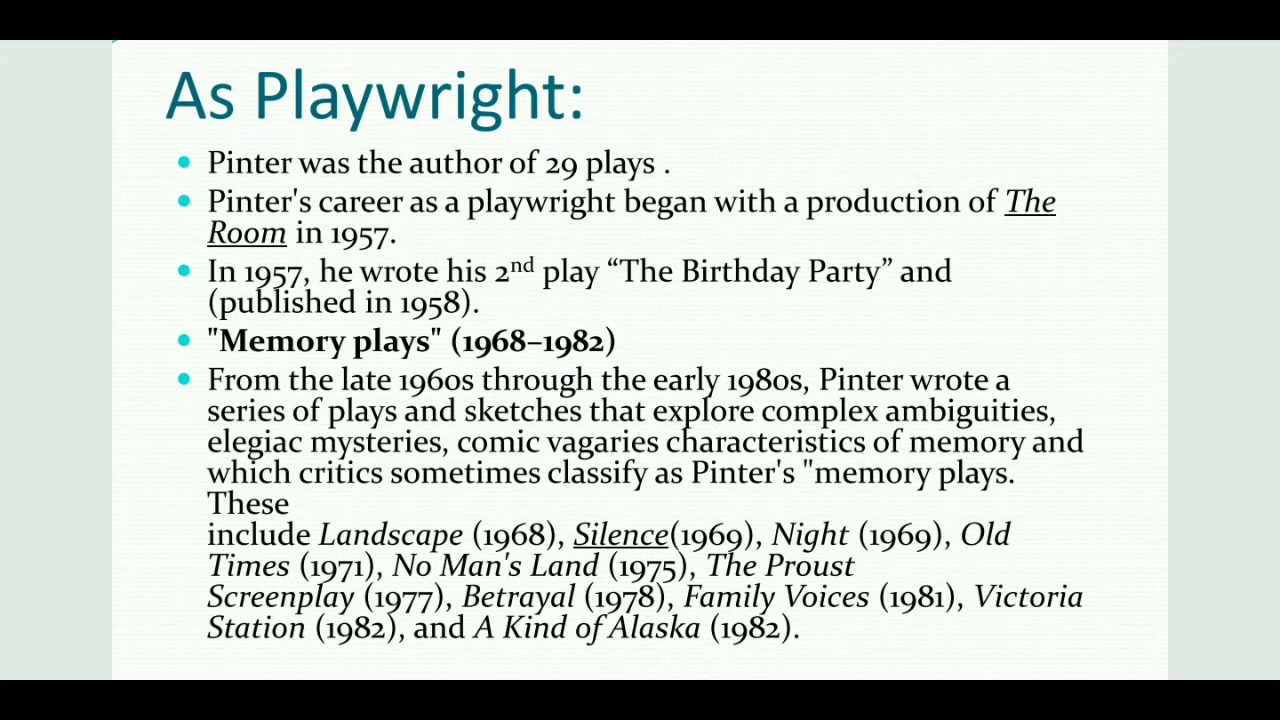 As Playwright:
Pinter was the author of 29 plays .
Pinter's career as a playwright began with a production of The
Room in 1957.
In 1957, he wrote his 2nd play “The Birthday Party” and
(published in 1958).
"Memory plays" (1968–1982)
From the late 1960s through the early 1980s, Pinter wrote a
series of plays and sketches that explore complex ambiguities,
elegiac mysteries, comic vagaries characteristics of memory and
which critics sometimes classify as Pinter's "memory plays.
These
include Landscape (1968), Silence(1969), Night (1969), Old
Times (1971), No Man's Land (1975), The Proust
Screenplay (1977), Betrayal (1978), Family Voices (1981), Victoria
Station (1982), and A Kind of Alaska (1982).